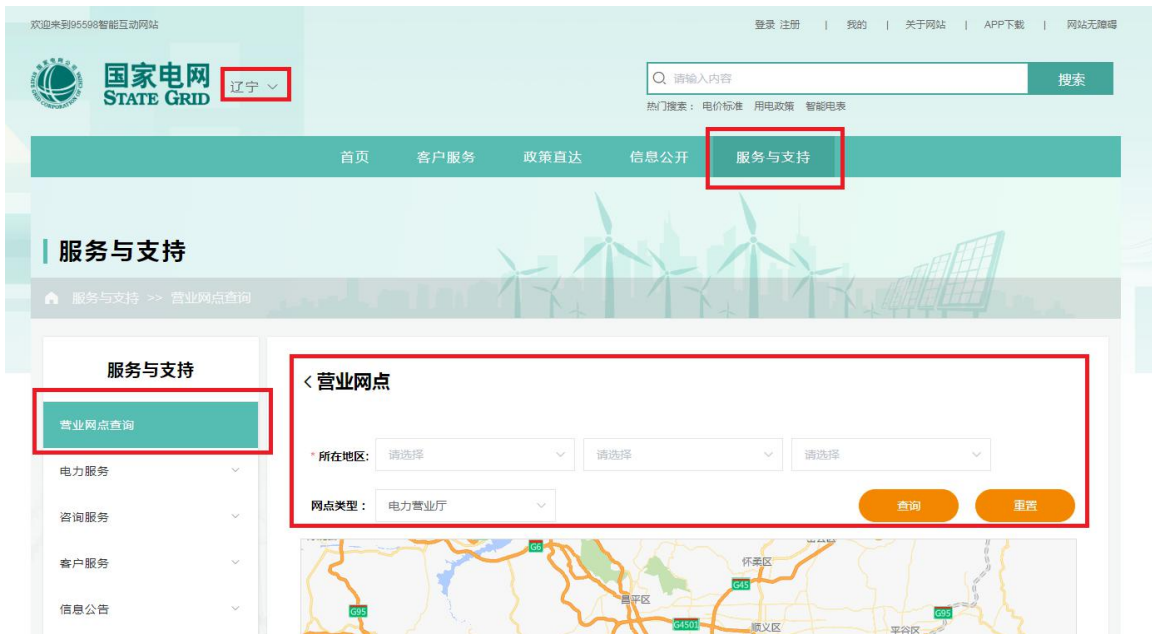 欢迎来到95598智能互动网站
登录 注册 | 我的 | 关于网站 | APP下载 | 网站无障碍
国家电网
STATE GRID
辽宁
请输入内容
搜索
热门搜索： 电价标准 用电政策 智能电表
首页 客户服务 政策直达 信息公开 服务与支持
服务与支持
服务与支持 >> 营业网点查询
服务与支持
营业网点查询
电力服务
咨询服务
客户服务
信息公告
<营业网点
*所在地区: 请选择 请选择 请选择
网点类型： 电力营业厅
查询 重置
G6
怀柔区
G45
昌平区
G95
G4501
顺义区
G95
平谷区